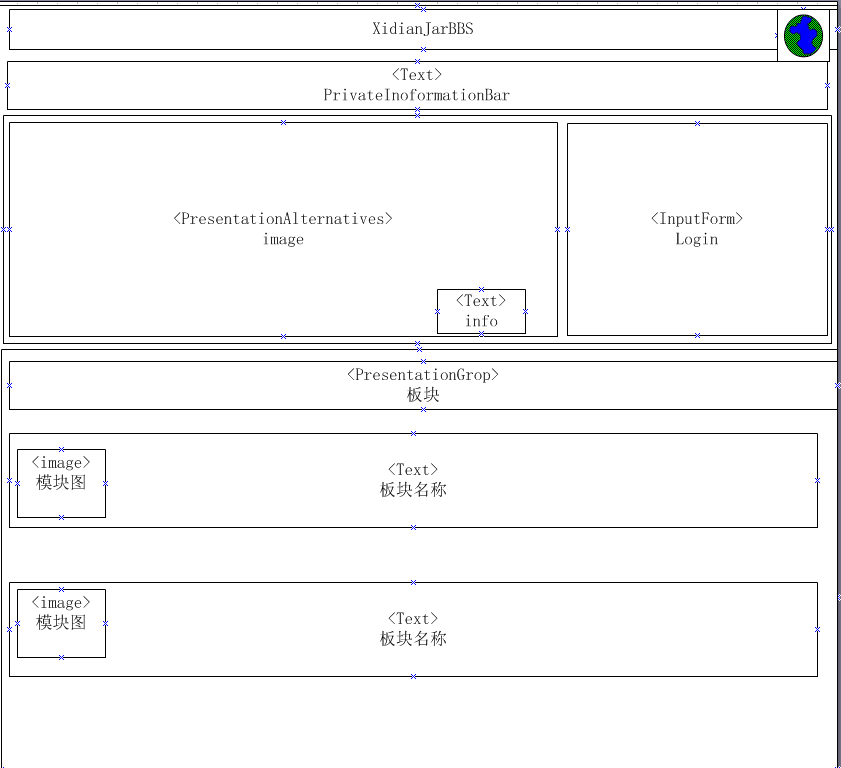 XidianJarBBS
<Text>
PrivateInoformationBar
<PresentationAlternatives>
image
<InputForm>
Login
<Text>
info
<PresentationGrop>
板块
<image>
模块图
<Text>
板块名称
<image>
模块图
<Text>
板块名称